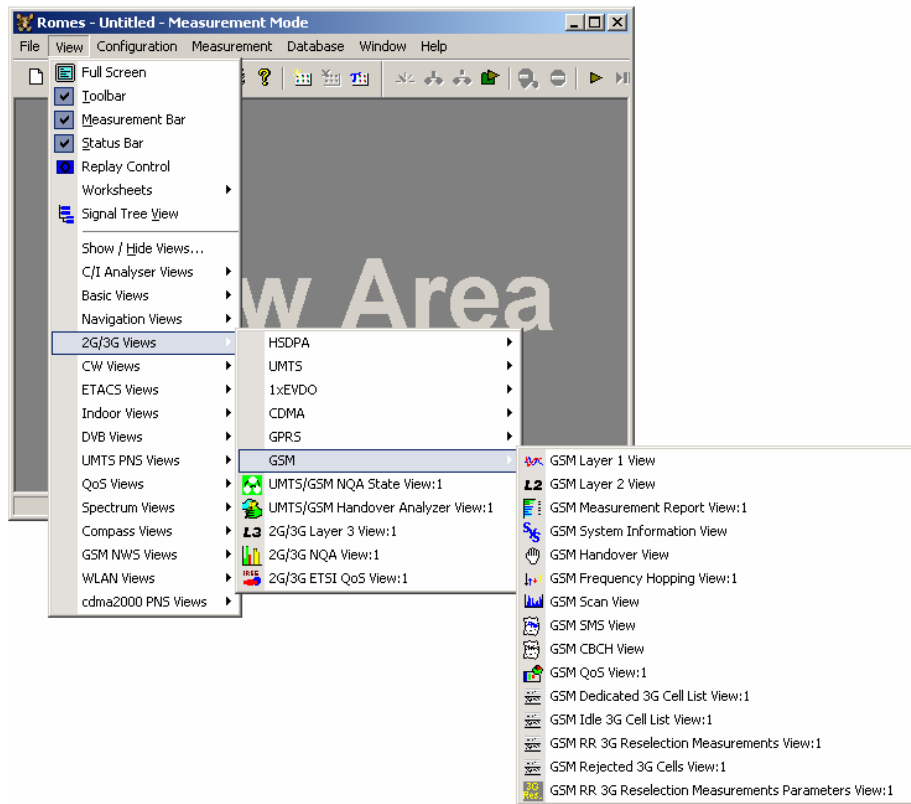 Romes - Untitled - Measurement Mode
File View Configuration Measurement Database Window Help
Full Screen
Toolbar
Measurement Bar
Status Bar
Replay Control
Worksheets
Signal Tree View
Show / Hide Views...
C/I Analyser Views
Basic Views
Navigation Views
2G/3G Views
CW Views
ETACS Views
Indoor Views
DVB Views
UMTS PNS Views
QoS Views
Spectrum Views
Compass Views
GSM NWS Views
WLAN Views
cdma2000 PNS Views
w Area
HSDPA
UMTS
1xEVDO
CDMA
GPRS
GSM
UMTS/GSM NQA State View:1
UMTS/GSM Handover Analyzer View:1
L3 2G/3G Layer 3 View:1
2G/3G NQA View:1
2G/3G ETSI QoS View:1
GSM Layer 1 View
L2 GSM Layer 2 View
GSM Measurement Report View:1
GSM System Information View
GSM Handover View
GSM Frequency Hopping View:1
GSM Scan View
GSM SMS View
GSM CBCH View
GSM QoS View:1
GSM Dedicated 3G Cell List View:1
GSM Idle 3G Cell List View:1
GSM RR 3G Reselection Measurements View:1
GSM Rejected 3G Cells View:1
3G Res. GSM RR 3G Reselection Measurements Parameters View:1